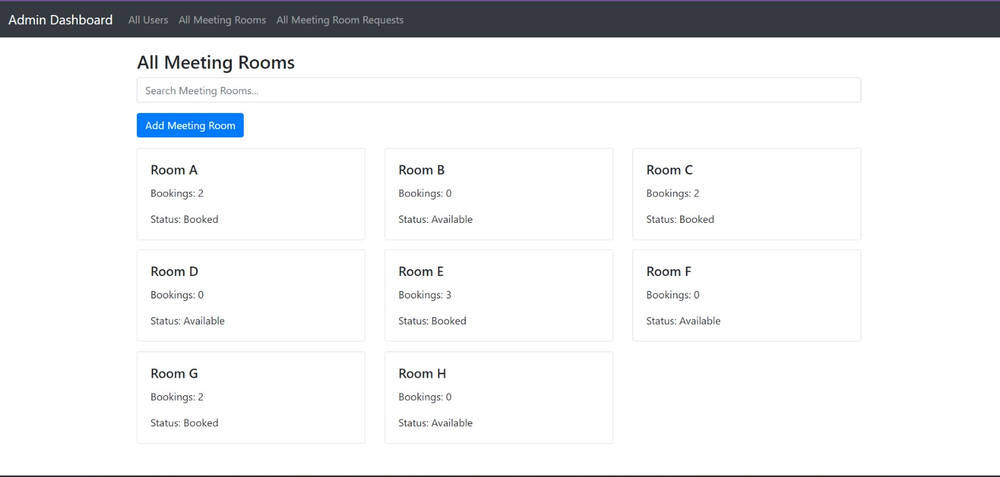 Admin Dashboard All Users All Meeting Rooms All Meeting Room Requests
All Meeting Rooms
Search Meeting Rooms...
Add Meeting Room
Room A
Bookings: 2
Status: Booked
Room B
Bookings: 0
Status: Available
Room C
Bookings: 2
Status: Booked
Room D
Bookings: 0
Status: Available
Room E
Bookings: 3
Status: Booked
Room F
Bookings: 0
Status: Available
Room G
Bookings: 2
Status: Booked
Room H
Bookings: 0
Status: Available